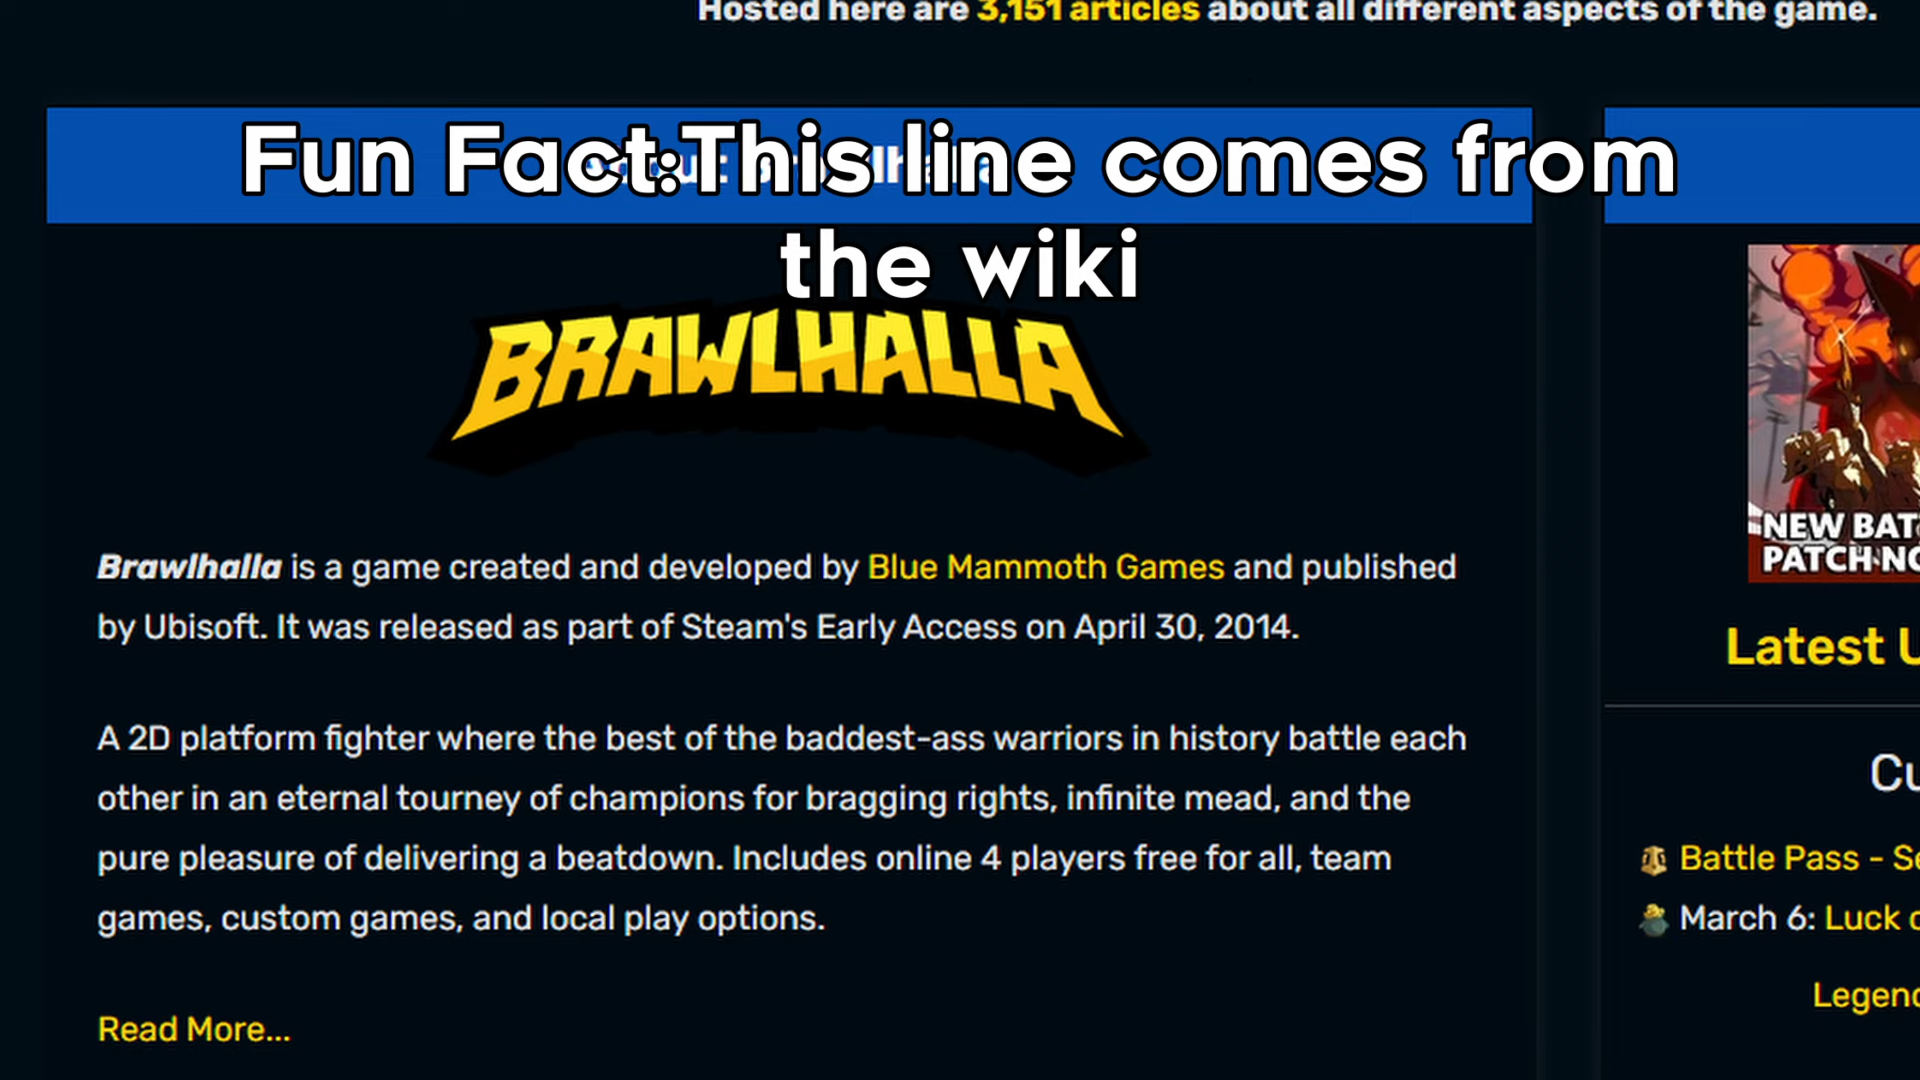 Hosted here are 3,151 articles about all different aspects of the game.
Fun Fact:This line comes from
the wiki
BRAWLHALLA
Brawlhalla is a game created and developed by Blue Mammoth Games and published
by Ubisoft. It was released as part of Steam's Early Access on April 30, 2014.
A 2D platform fighter where the best of the baddest-ass warriors in history battle each
other in an eternal tourney of champions for bragging rights, infinite mead, and the
pure pleasure of delivering a beatdown. Includes online 4 players free for all, team
games, custom games, and local play options.
Read More...
NEW BAT
PATCH NO
Latest U
Cu
Battle Pass - Se
March 6: Luck o
Legend